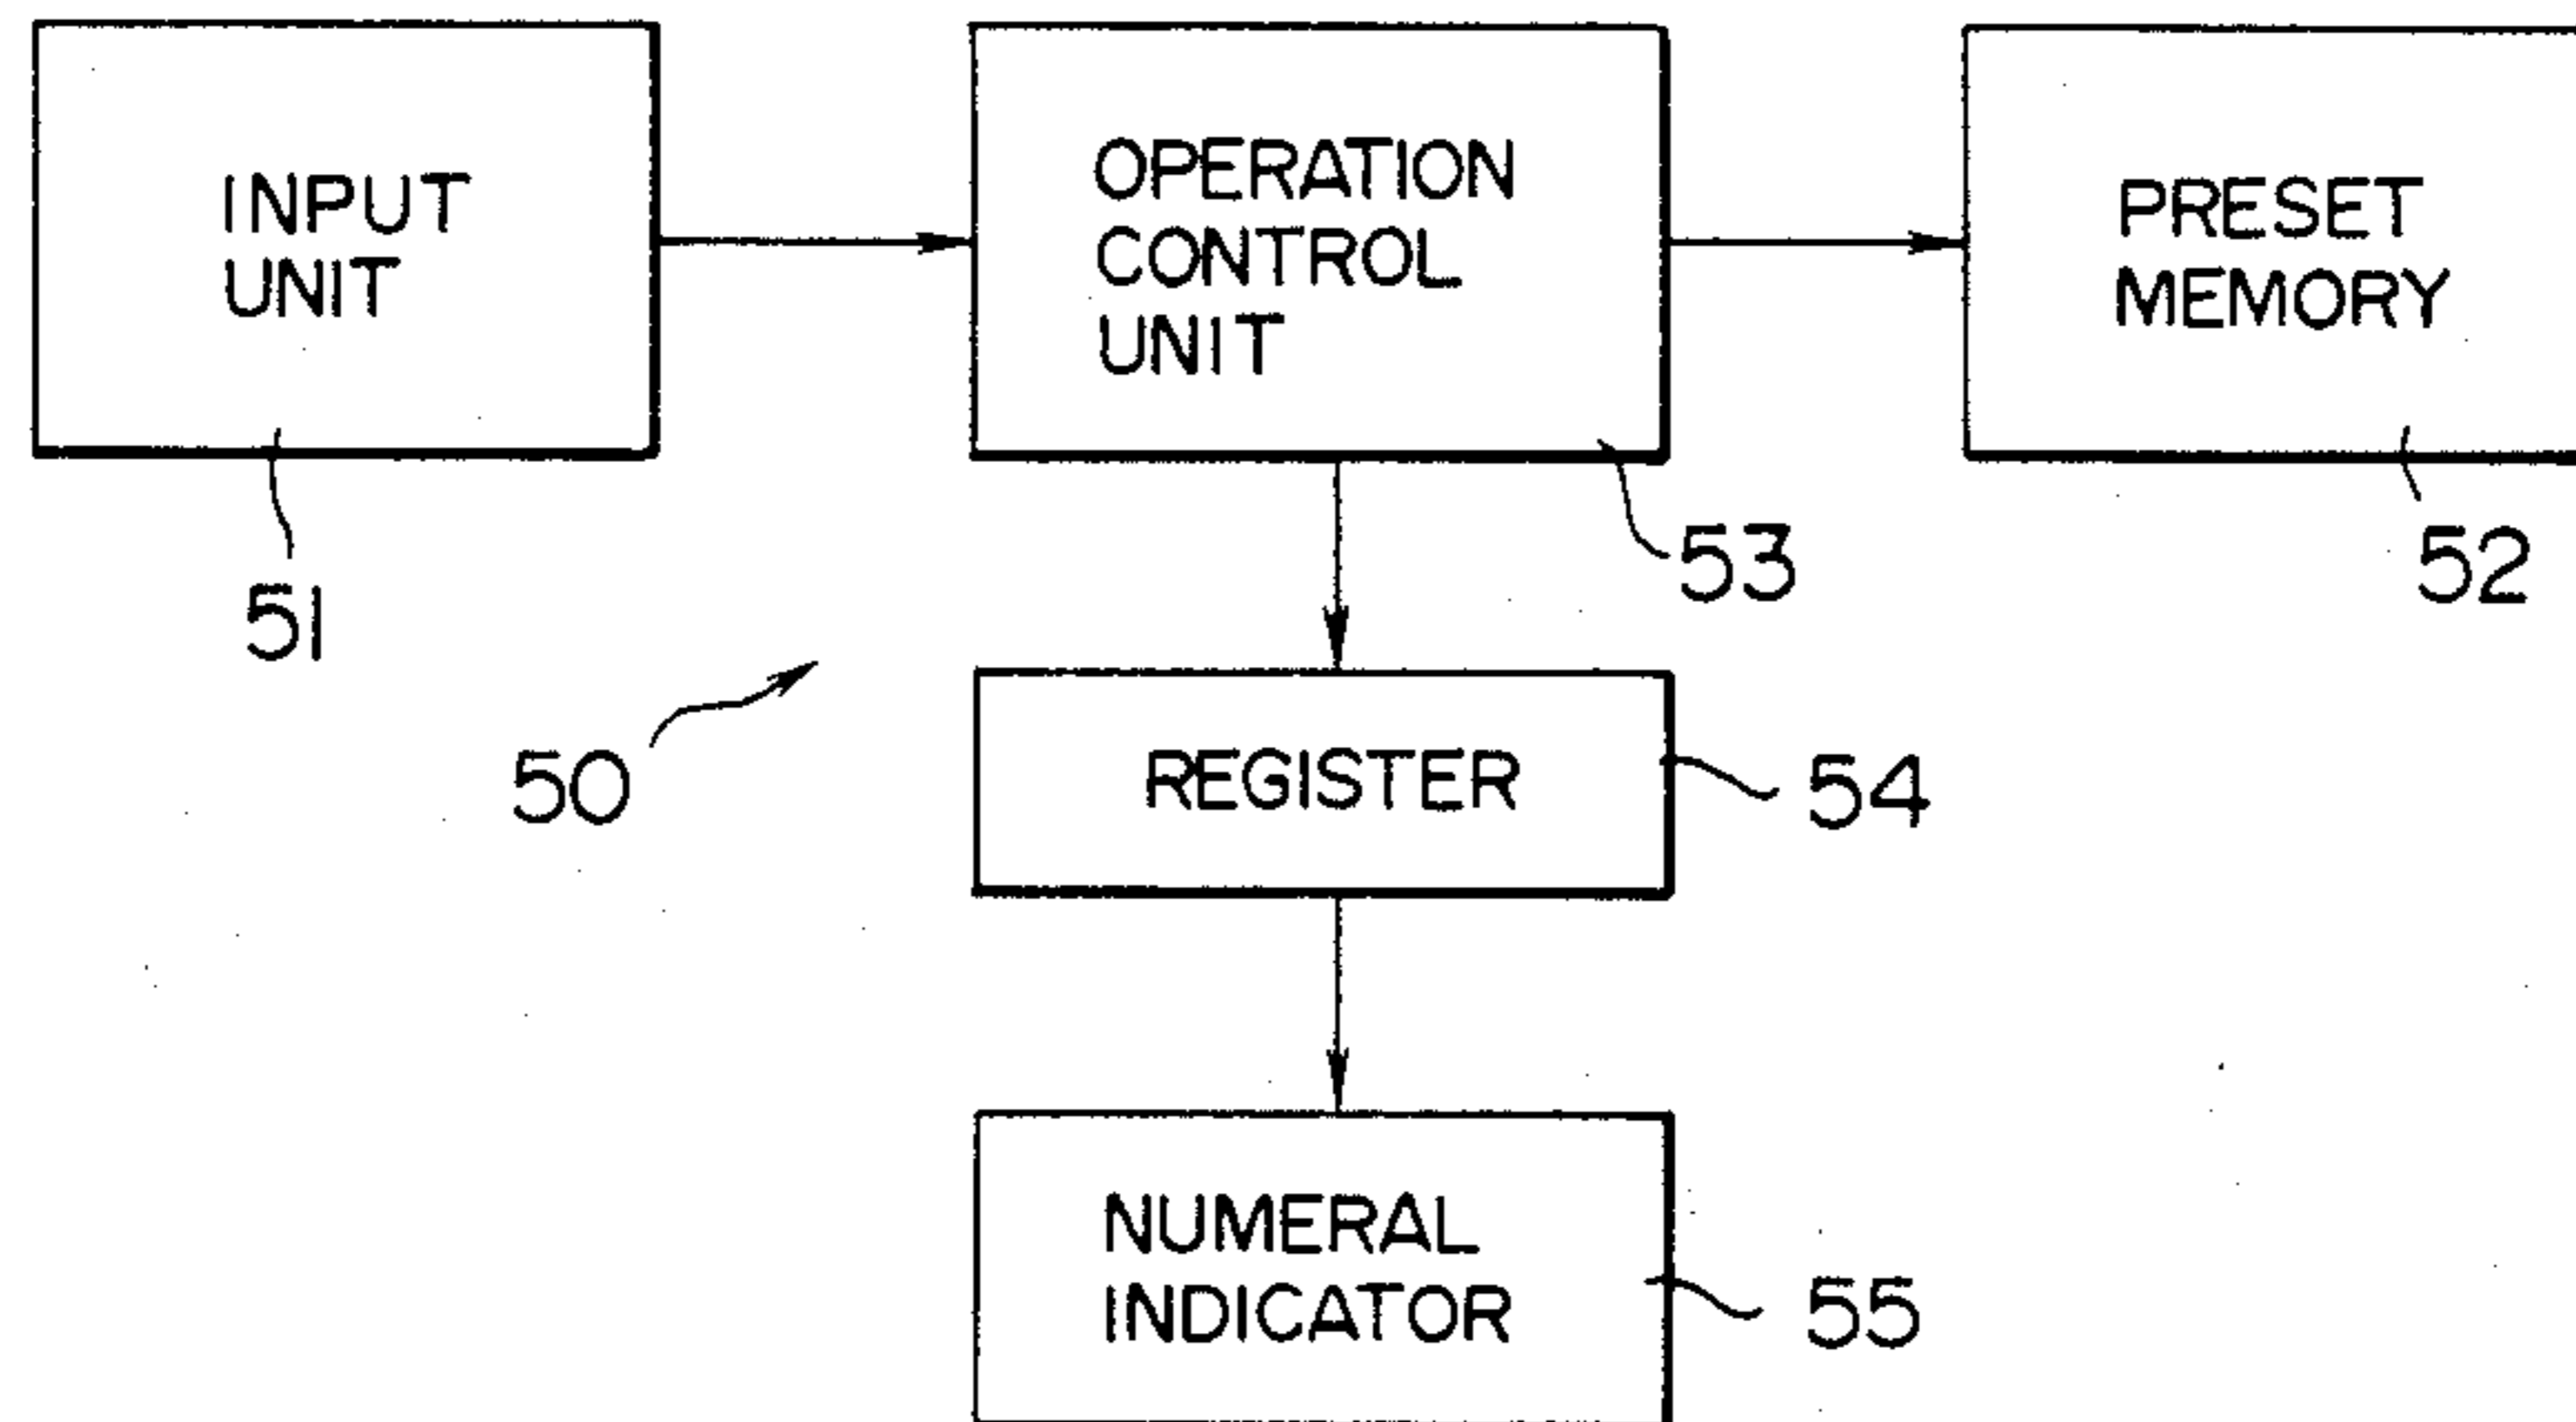 INPUT
UNIT
OPERATION
CONTROL
UNIT
PRESET
MEMORY
51
53
52
50
REGISTER
54
NUMERAL
INDICATOR
55